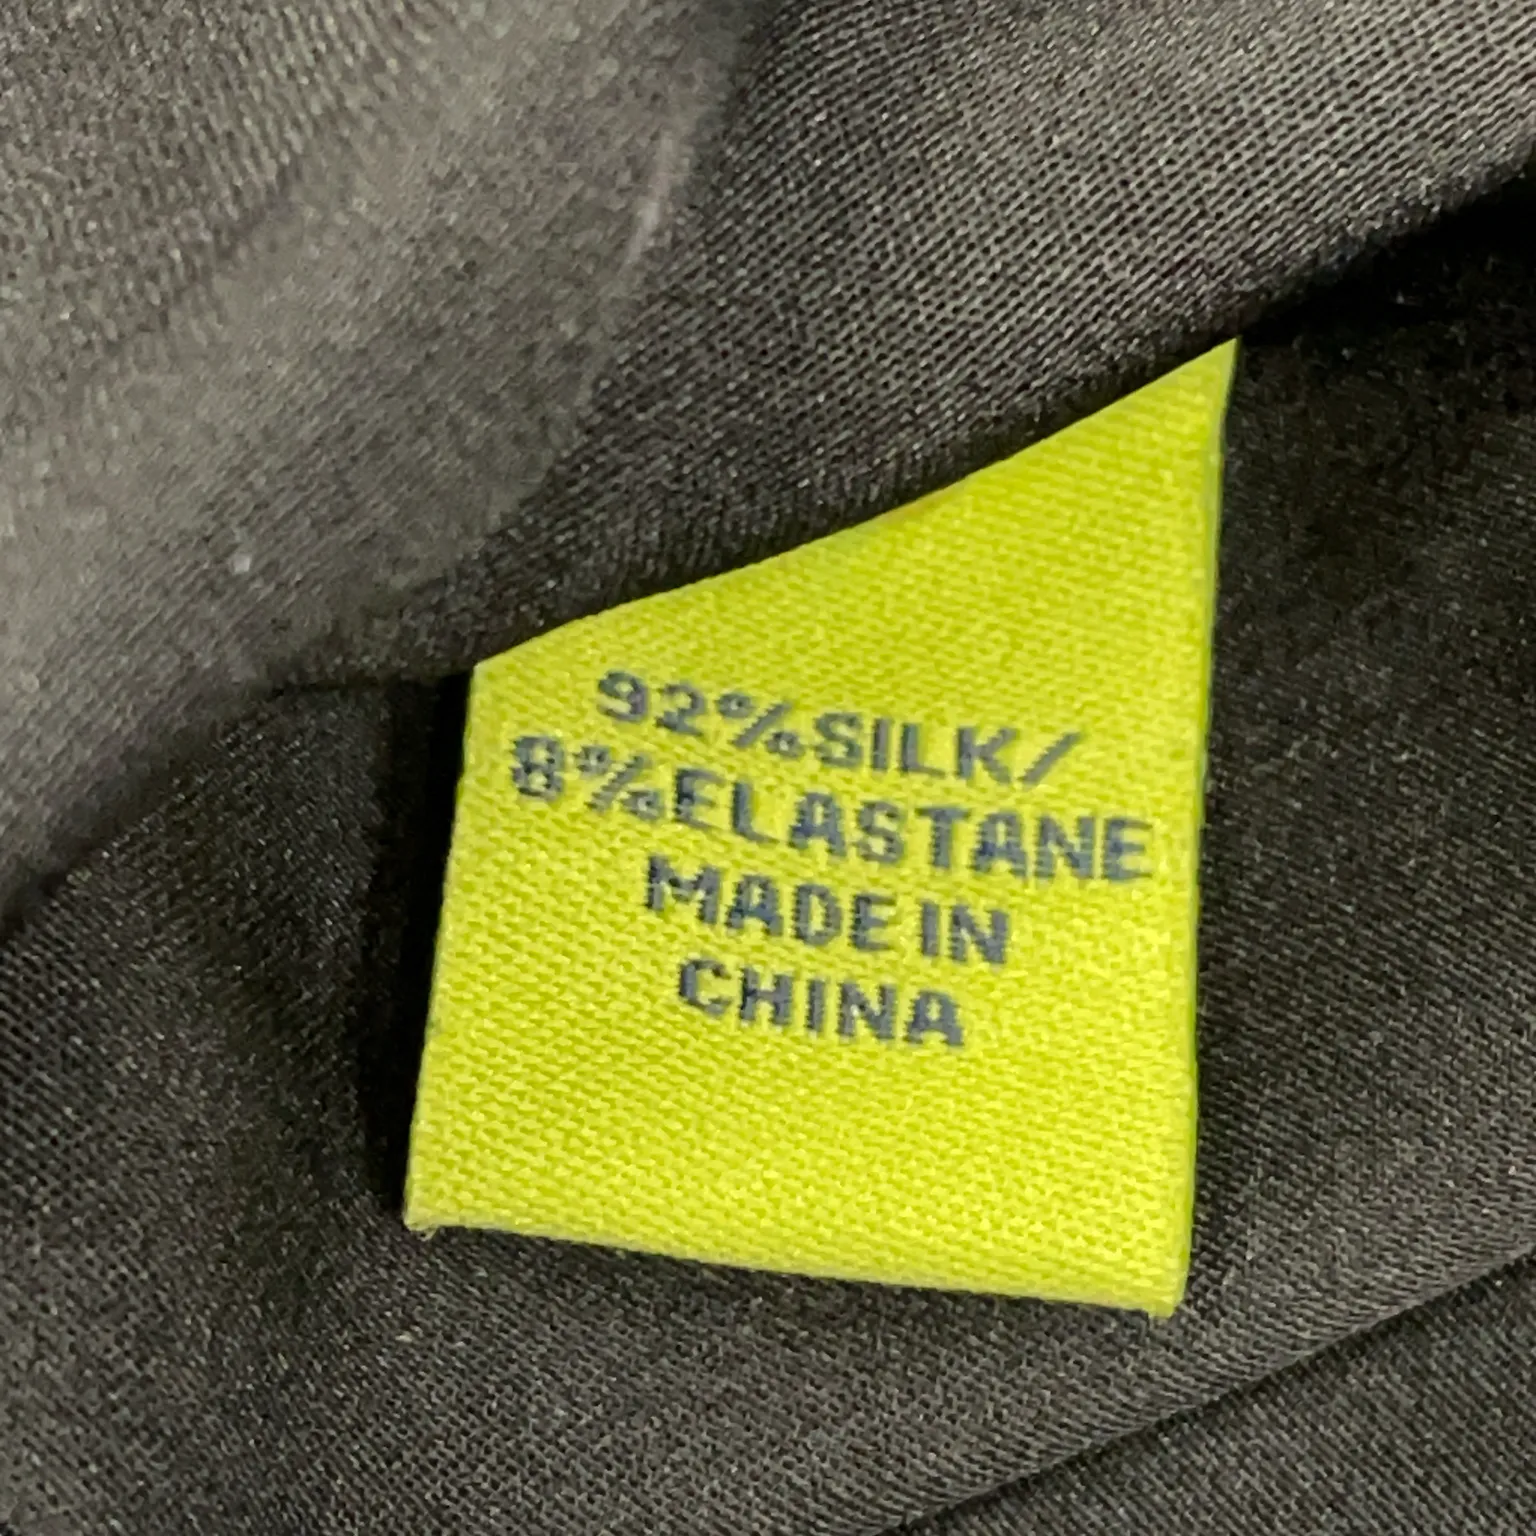 92%SILK/
8%ELASTANE
MADE IN
CHINA